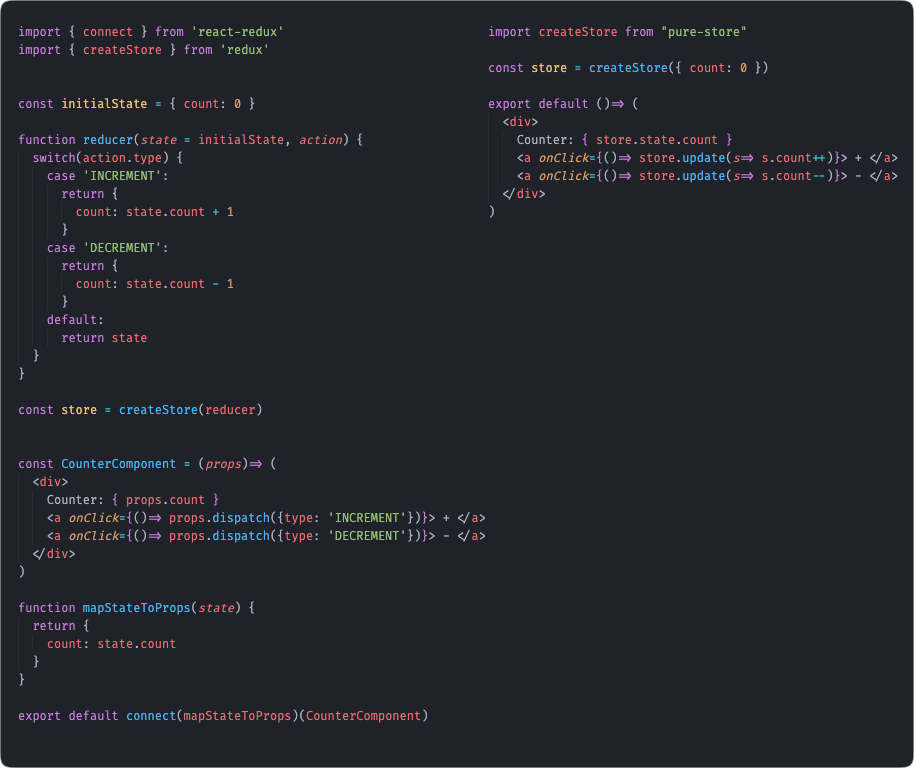 import { connect } from 'react-redux'
import { createStore } from 'redux'
const initialState = { count: 0 }
function reducer(state = initialState, action) {
switch(action.type) {
case 'INCREMENT':
return {
count: state.count + 1
}
case 'DECREMENT':
return {
count: state.count - 1
}
default:
return state
}
}
const store = createStore(reducer)
const CounterComponent = (props)=> (
<div>
Counter: { props.count }
<a onClick={()=> props.dispatch({type: 'INCREMENT'})}> + </a>
<a onClick={()=> props.dispatch({type: 'DECREMENT'})}> - </a>
</div>
)
function mapStateToProps(state) {
return {
count: state.count
}
}
export default connect(mapStateToProps)(CounterComponent)
import createStore from "pure-store"
const store = createStore({ count: 0 })
export default ()=> (
<div>
Counter: { store.state.count }
<a onClick={()=> store.update(s=> s.count++)}> + </a>
<a onClick={()=> store.update(s=> s.count--)}> - </a>
</div>
)